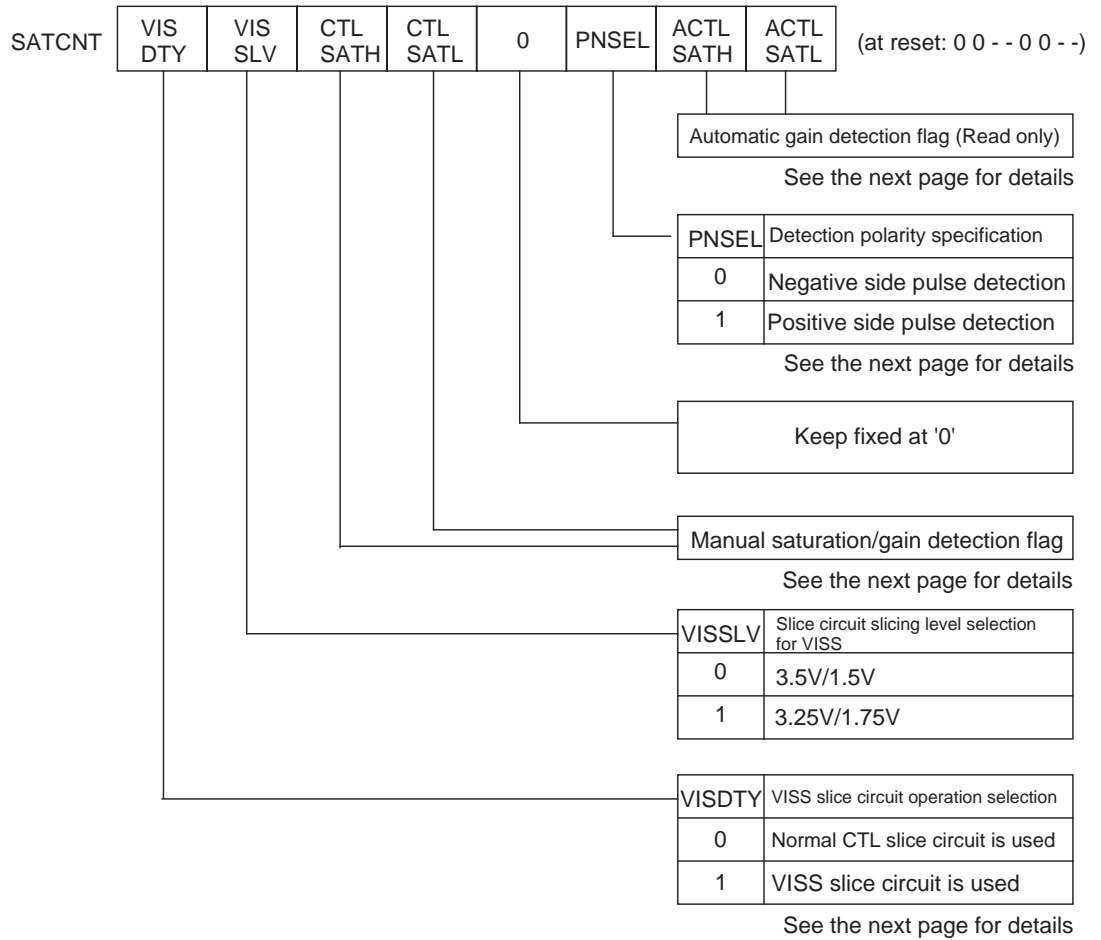 SATCNT VIS DTY VIS SLV CTL SATH CTL SATL 0 PNSEL ACTL SATH ACTL SATL (at reset: 0 0 - - 0 0 - -)
Automatic gain detection flag (Read only)
See the next page for details
PNSEL Detection polarity specification
0 Negative side pulse detection
1 Positive side pulse detection
See the next page for details
Keep fixed at '0'
Manual saturation/gain detection flag
See the next page for details
VISSLV Slice circuit slicing level selection
for VISS
0 3.5V/1.5V
1 3.25V/1.75V
VISDTY VISS slice circuit operation selection
0 Normal CTL slice circuit is used
1 VISS slice circuit is used
See the next page for details